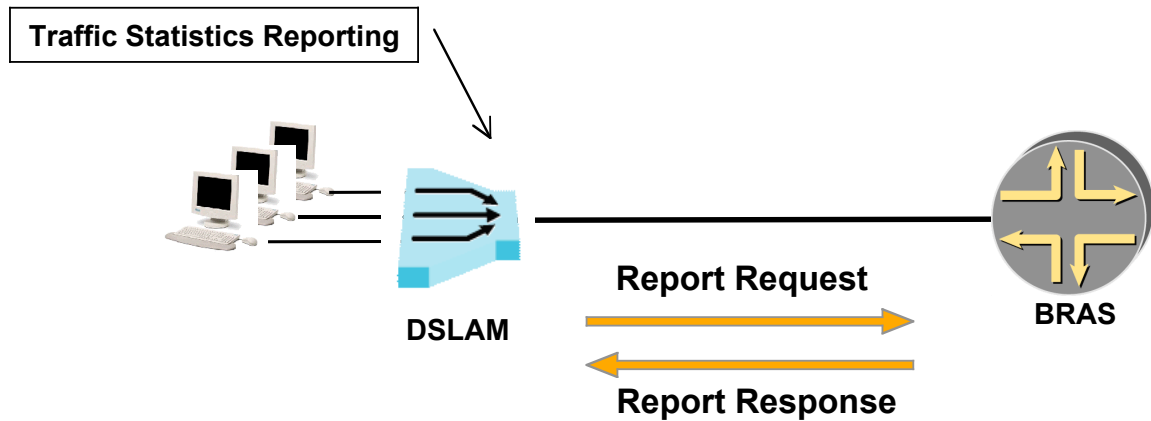 Traffic Statistics Reporting
Report Request
DSLAM
BRAS
Report Response